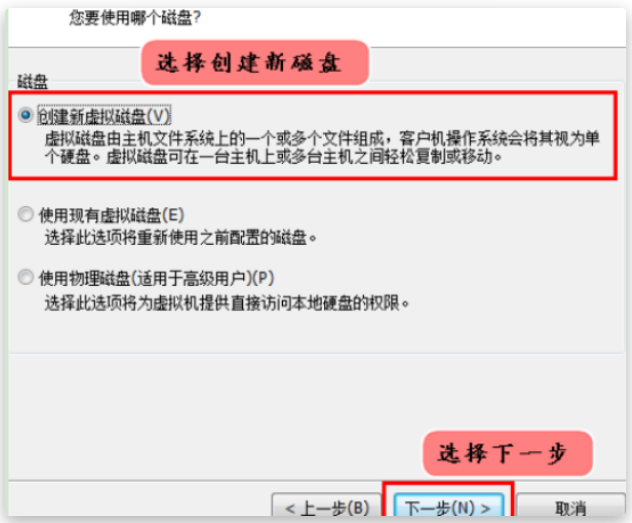 您要使用哪个磁盘?
选择创建新磁盘
磁盘
创建新虚拟磁盘(V)
虚拟磁盘由主机文件系统上的一个或多个文件组成，客户机操作系统会将其视为单
个硬盘。虚拟磁盘可在一台主机上或多台主机之间轻松复制或移动。
使用现有虚拟磁盘(E)
选择此选项将重新使用之前配置的磁盘。
使用物理磁盘(适用于高级用户)(P)
选择此选项将为虚拟机提供直接访问本地硬盘的权限。
选择下一步
< 上一步(B) 下一步(N) > 取消